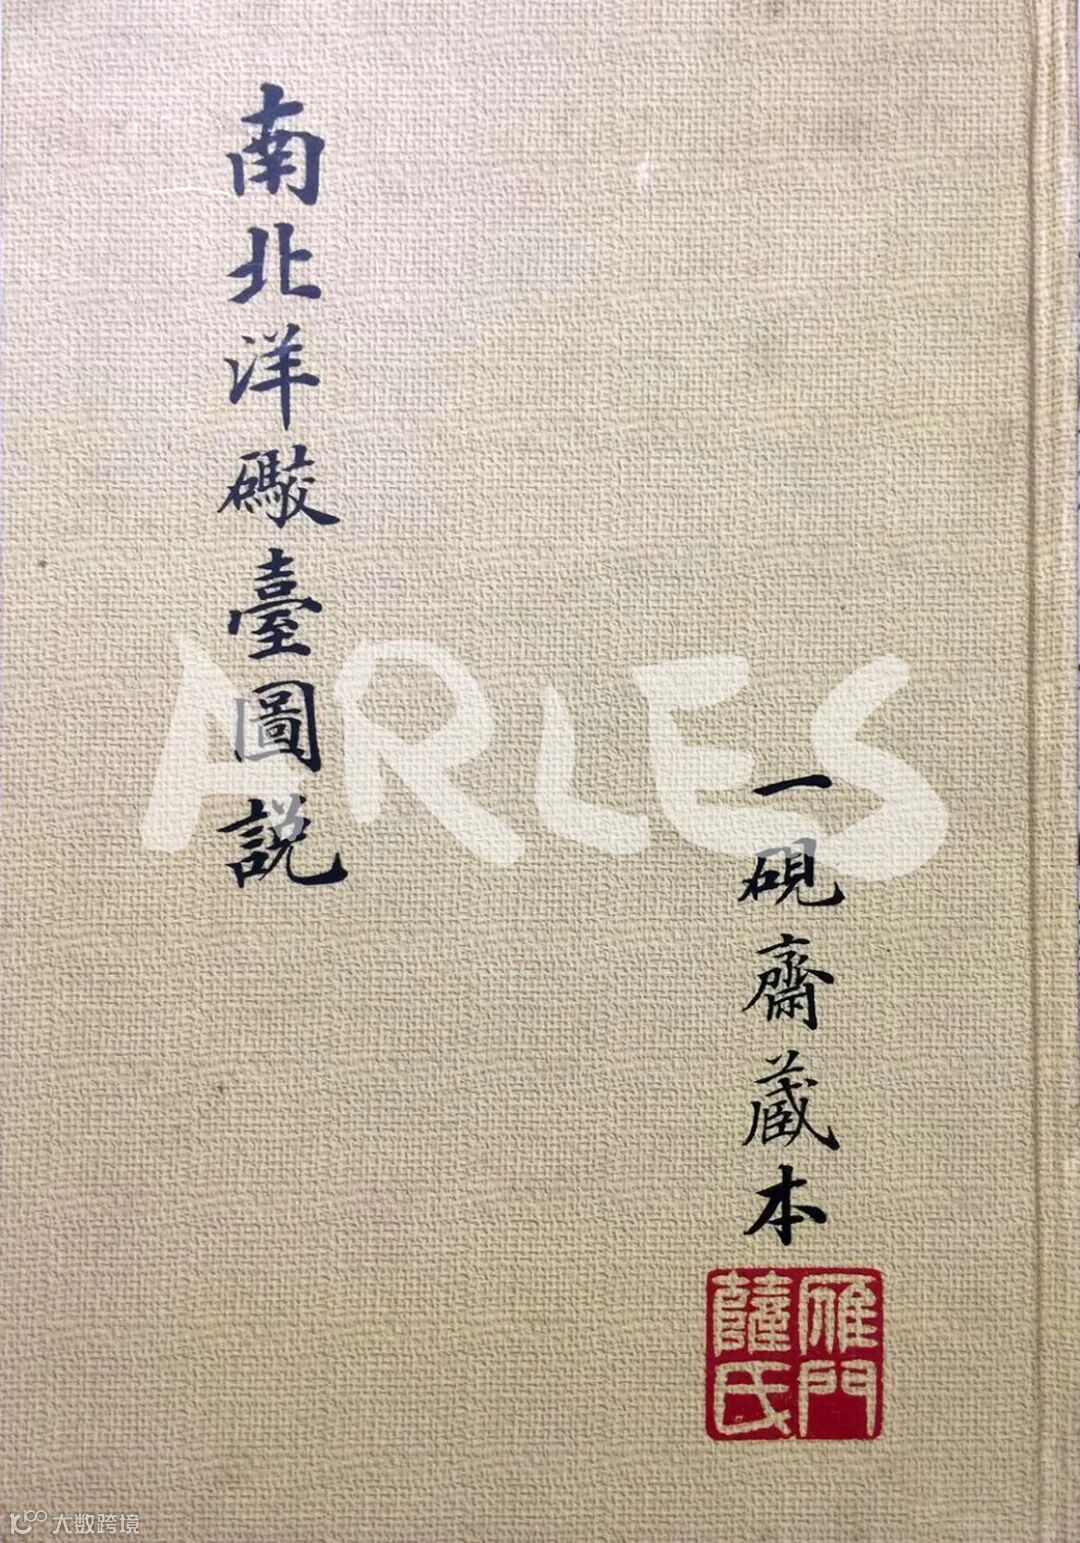 南北洋礮臺圖說
一硯齋藏本
雁門
薩氏
ARLES
大数跨境